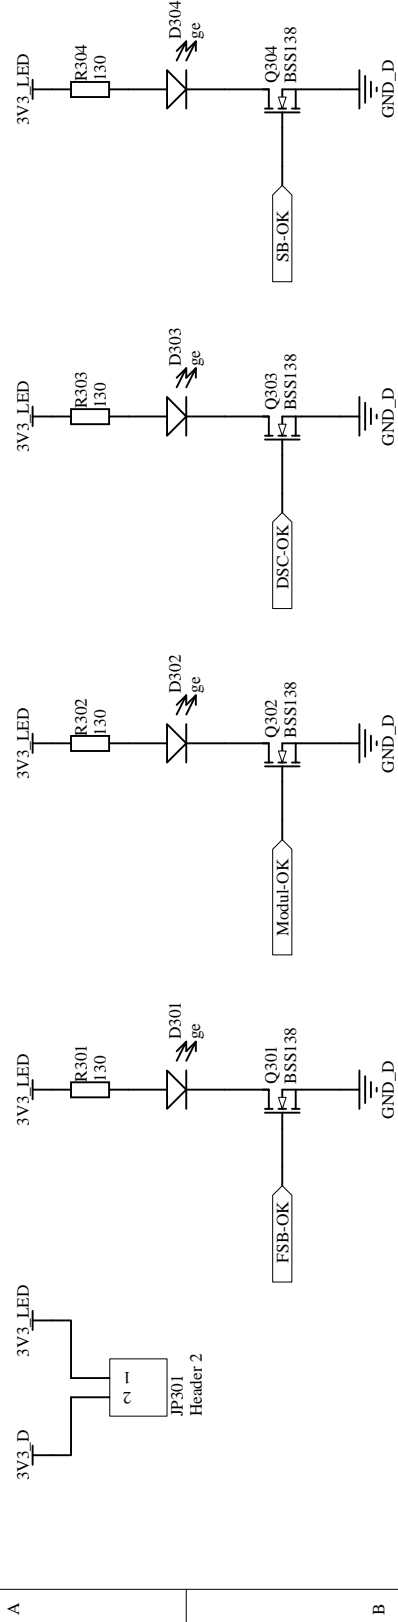 A
B
3V3_D
3V3_LED
2
1
JP301
Header 2
3V3_LED
R301
130
D301
ge
Q301
BSS138
FSB-OK
GND_D
3V3_LED
R302
130
D302
ge
Q302
BSS138
Modul-OK
GND_D
3V3_LED
R303
130
D303
ge
Q303
BSS138
DSC-OK
GND_D
3V3_LED
R304
130
D304
ge
Q304
BSS138
SB-OK
GND_D